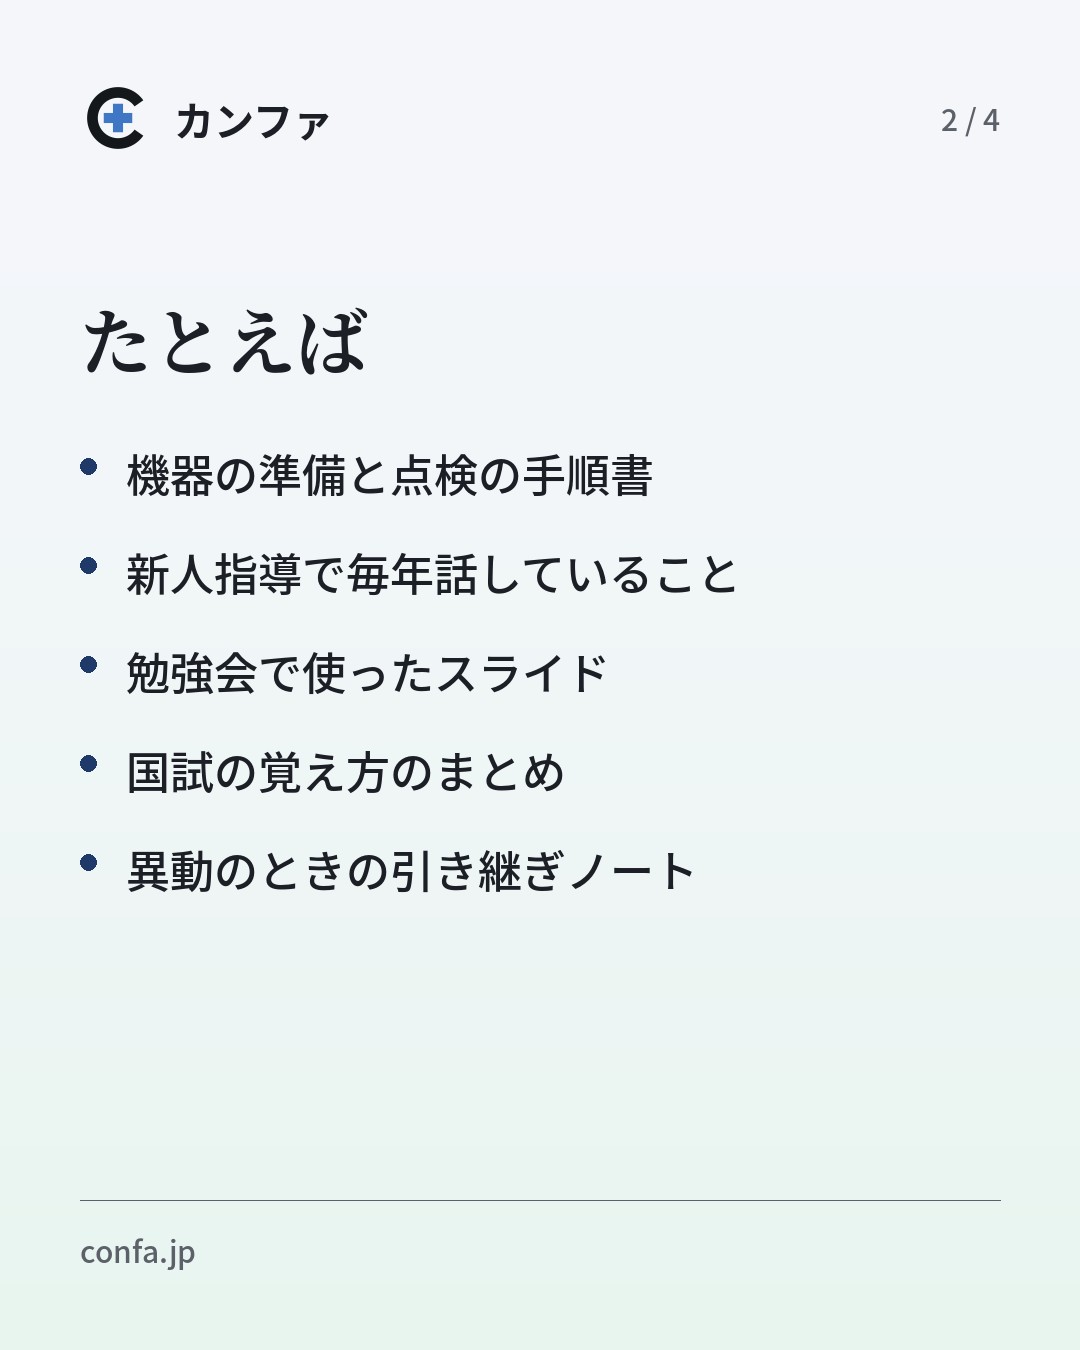 カンファ
2 / 4
たとえば
機器の準備と点検の手順書
新人指導で毎年話していること
勉強会で使ったスライド
国試の覚え方のまとめ
異動のときの引き継ぎノート
confa.jp